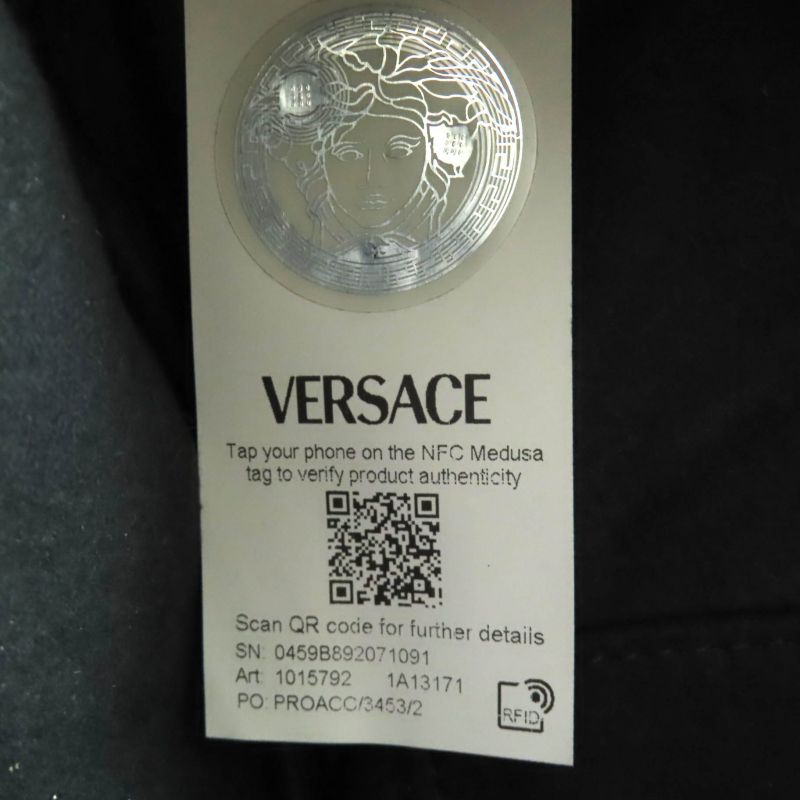 VERSACE
Tap your phone on the NFC Medusa
tag to verify product authenticity
Scan QR code for further details
SN: 0459B892071091
Art: 1015792 1A13171
PO: PROACC/3453/2
RFID